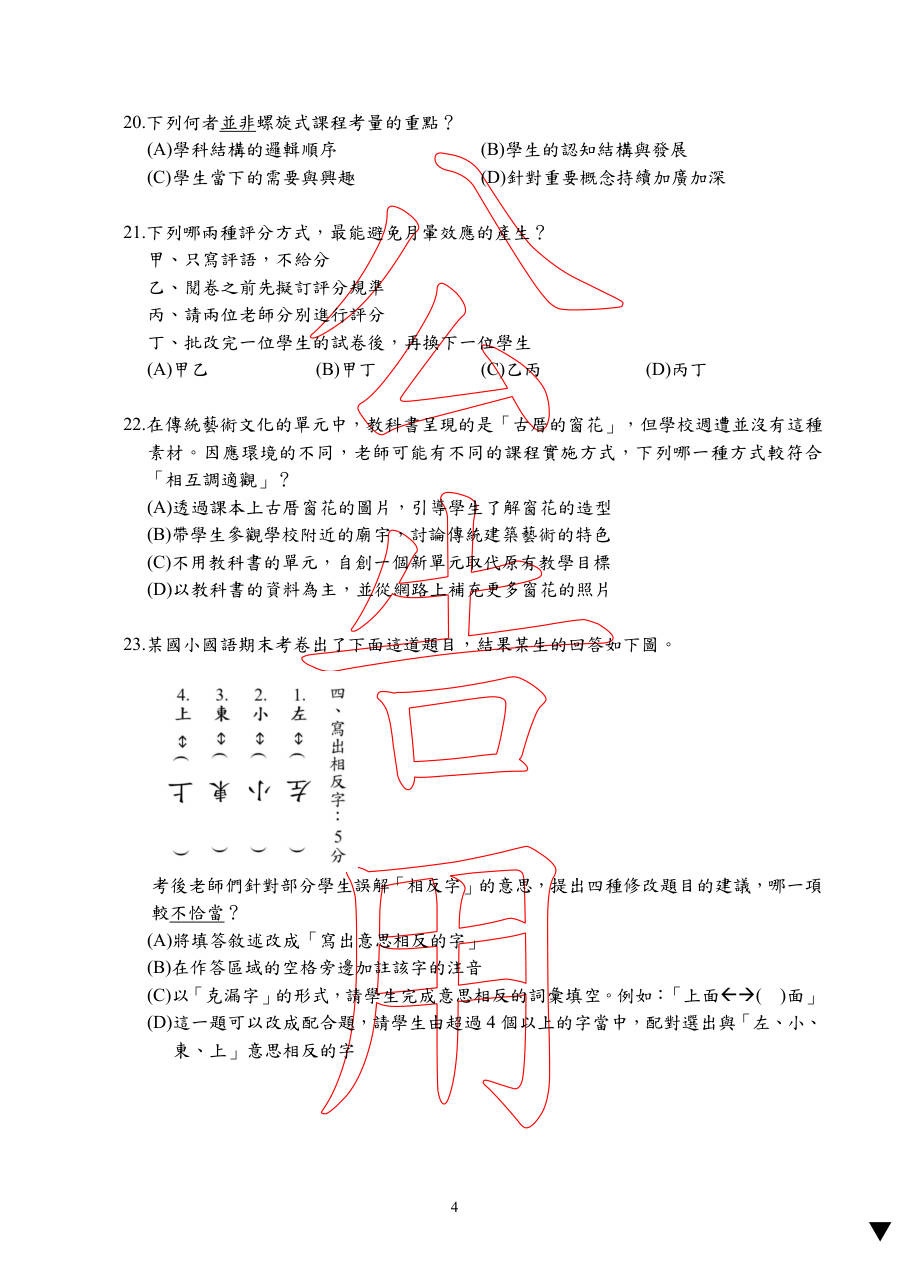 20.下列何者並非螺旋式課程考量的重點？
(A)學科結構的邏輯順序 (B)學生的認知結構與發展
(C)學生當下的需要與興趣 (D)針對重要概念持續加廣加深
21.下列哪兩種評分方式，最能避免月暈效應的產生？
甲、只寫評語，不給分
乙、閱卷之前先擬訂評分規準
丙、請兩位老師分別進行評分
丁、批改完一位學生的試卷後，再換下一位學生
(A)甲乙 (B)甲丁 (C)乙丙 (D)丙丁
22.在傳統藝術文化的單元中，教科書呈現的是「古厝的窗花」，但學校週遭並沒有這種
素材。因應環境的不同，老師可能有不同的課程實施方式，下列哪一種方式較符合
「相互調適觀」？
(A)透過課本上古厝窗花的圖片，引導學生了解窗花的造型
(B)帶學生參觀學校附近的廟宇，討論傳統建築藝術的特色
(C)不用教科書的單元，自創一個新單元取代原有教學目標
(D)以教科書的資料為主，並從網路上補充更多窗花的照片
23.某國小國語期末考卷出了下面這道題目，結果某生的回答如下圖。
四、寫出相反字：5分
1.左↕（左）
2.小↕（小）
3.東↕（東）
4.上↕（上）
考後老師們針對部分學生誤解「相反字」的意思，提出四種修改題目的建議，哪一項
較不恰當？
(A)將填答敘述改成「寫出意思相反的字」
(B)在作答區域的空格旁邊加註該字的注音
(C)以「克漏字」的形式，請學生完成意思相反的詞彙填空。例如：「上面←→( )面」
(D)這一題可以改成配合題，請學生由超過 4 個以上的字當中，配對選出與「左、小、
東、上」意思相反的字
公告用
4